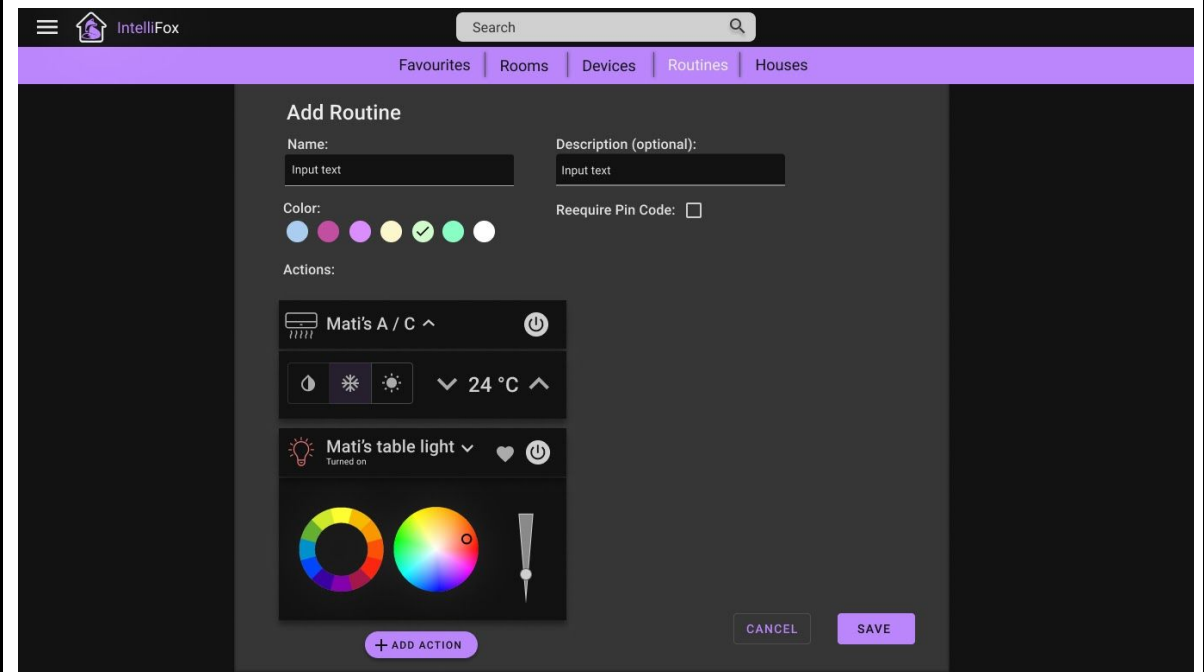 IntelliFox
Search
Favourites Rooms Devices Routines Houses
Add Routine
Name:
Input text
Description (optional):
Input text
Color:
Reequire Pin Code:
Actions:
Mati's A / C
24 °C
Mati's table light
Turned on
+ ADD ACTION
CANCEL
SAVE